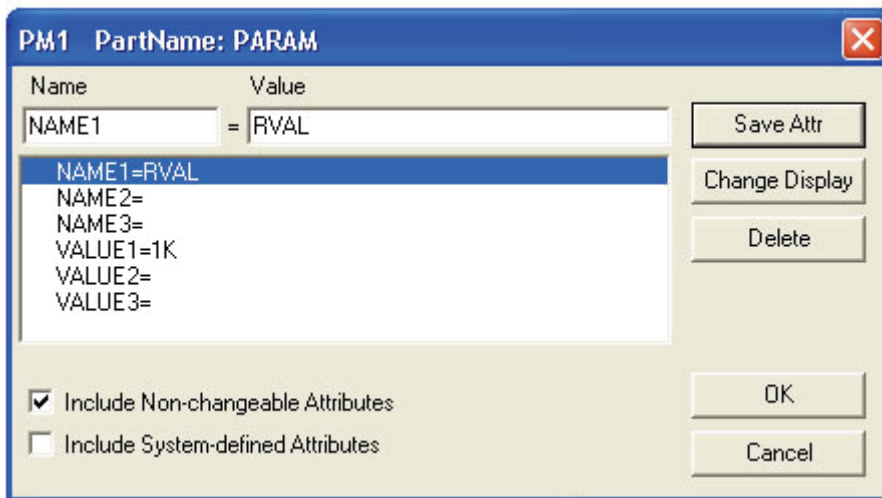 PM1 PartName: PARAM
Name Value
NAME1 = RVAL
Save Attr
NAME1=RVAL
NAME2=
NAME3=
VALUE1=1K
VALUE2=
VALUE3=
Change Display
Delete
Include Non-changeable Attributes
Include System-defined Attributes
OK
Cancel